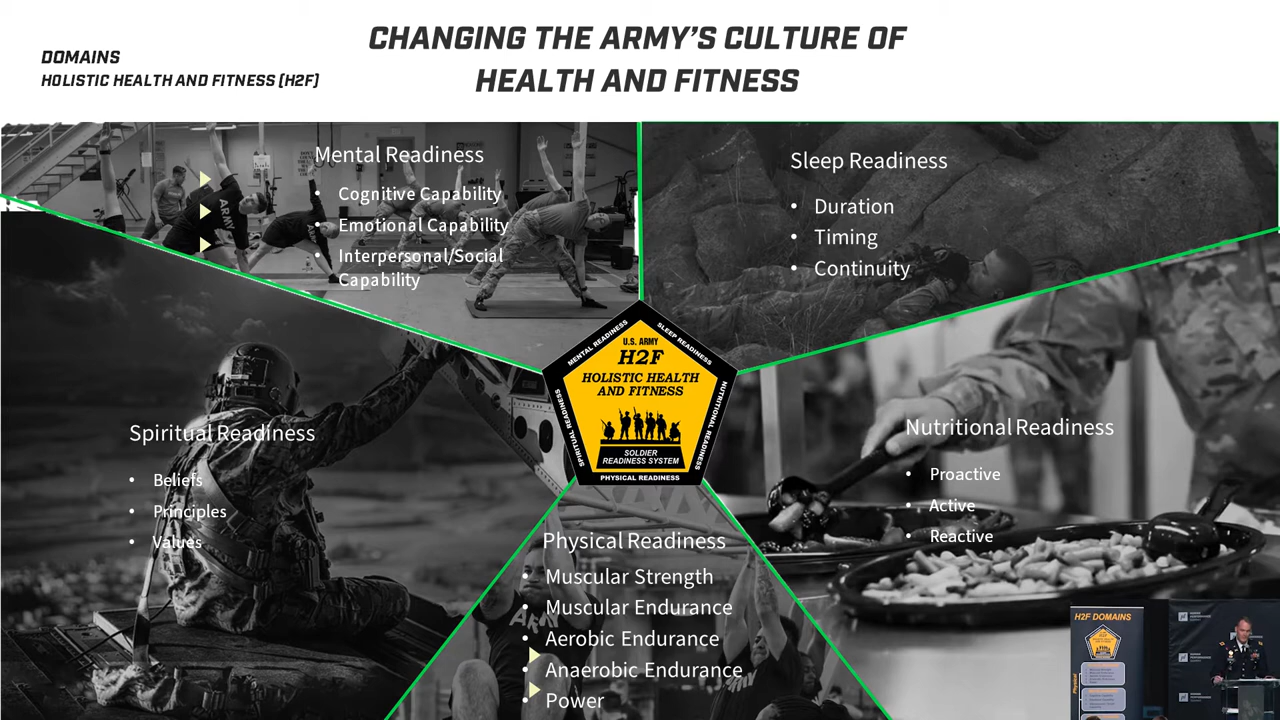 CHANGING THE ARMY'S CULTURE OF
HEALTH AND FITNESS
DOMAINS
HOLISTIC HEALTH AND FITNESS (H2F)
Mental Readiness
• Cognitive Capability
• Emotional Capability
• Interpersonal/Social
Capability
Sleep Readiness
• Duration
• Timing
• Continuity
ARMY
MENTAL READINESS
SLEEP READINESS
U.S. ARMY
H2F
HOLISTIC HEALTH
AND FITNESS
SPIRITUAL READINESS
NUTRITIONAL READINESS
SOLDIER
READINESS SYSTEM
PHYSICAL READINESS
Spiritual Readiness
• Beliefs
• Principles
• Values
Nutritional Readiness
• Proactive
• Active
• Reactive
Physical Readiness
• Muscular Strength
• Muscular Endurance
• Aerobic Endurance
• Anaerobic Endurance
• Power
H2F DOMAINS
Physical